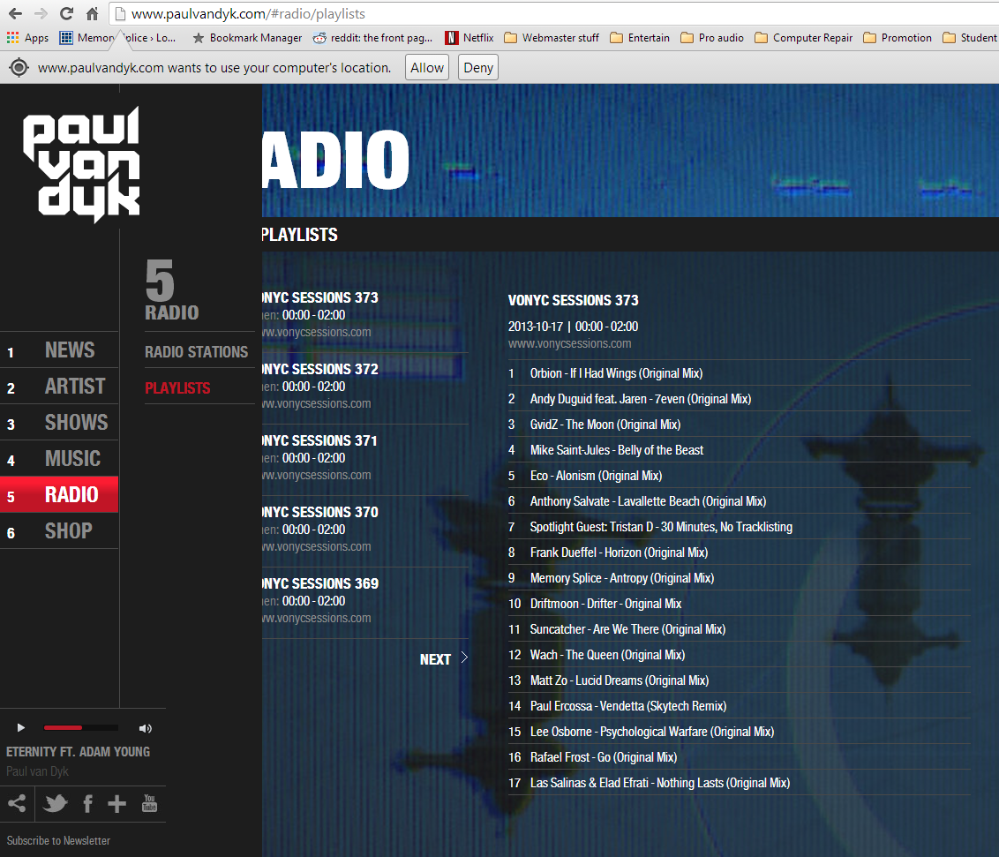 www.paulvandyk.com/#radio/playlists
Apps Memory Splice › Lo... Bookmark Manager reddit: the front pag... Netflix Webmaster stuff Entertain Pro audio Computer Repair Promotion Student
www.paulvandyk.com wants to use your computer's location. Allow Deny
paul
van
dyk
ADIO
PLAYLISTS
5
RADIO
RADIO STATIONS
PLAYLISTS
1 NEWS
2 ARTIST
3 SHOWS
4 MUSIC
5 RADIO
6 SHOP
ONYC SESSIONS 373
hen: 00:00 - 02:00
ww.vonycsessions.com
ONYC SESSIONS 372
hen: 00:00 - 02:00
ww.vonycsessions.com
ONYC SESSIONS 371
hen: 00:00 - 02:00
ww.vonycsessions.com
ONYC SESSIONS 370
hen: 00:00 - 02:00
ww.vonycsessions.com
ONYC SESSIONS 369
hen: 00:00 - 02:00
ww.vonycsessions.com
NEXT
VONYC SESSIONS 373
2013-10-17 | 00:00 - 02:00
www.vonycsessions.com
1 Orbion - If I Had Wings (Original Mix)
2 Andy Duguid feat. Jaren - 7even (Original Mix)
3 GvidZ - The Moon (Original Mix)
4 Mike Saint-Jules - Belly of the Beast
5 Eco - Alonism (Original Mix)
6 Anthony Salvate - Lavallette Beach (Original Mix)
7 Spotlight Guest: Tristan D - 30 Minutes, No Tracklisting
8 Frank Dueffel - Horizon (Original Mix)
9 Memory Splice - Antropy (Original Mix)
10 Driftmoon - Drifter - Original Mix
11 Suncatcher - Are We There (Original Mix)
12 Wach - The Queen (Original Mix)
13 Matt Zo - Lucid Dreams (Original Mix)
14 Paul Ercossa - Vendetta (Skytech Remix)
15 Lee Osborne - Psychological Warfare (Original Mix)
16 Rafael Frost - Go (Original Mix)
17 Las Salinas & Elad Efrati - Nothing Lasts (Original Mix)
ETERNITY FT. ADAM YOUNG
Paul van Dyk
You Tube
Subscribe to Newsletter